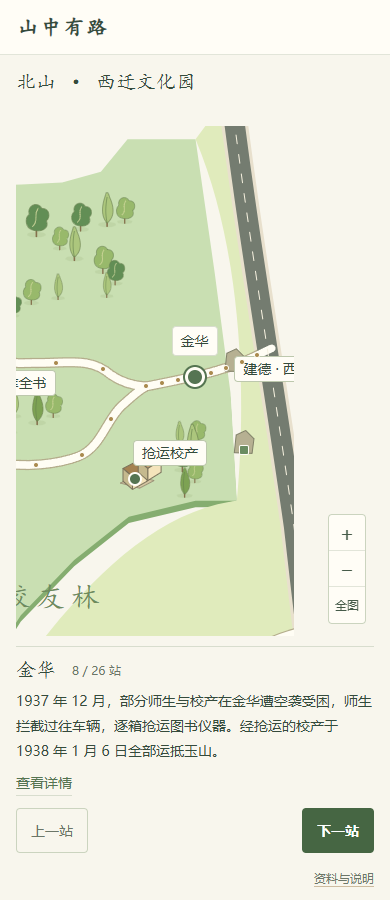 山中有路
北山 • 西迁文化园
金华
建德 · 西
全书
抢运校产
校友林
+
−
全图
金华 8 / 26 站
1937 年 12 月，部分师生与校产在金华遭空袭受困，师生
拦截过往车辆，逐箱抢运图书仪器。经抢运的校产于
1938 年 1 月 6 日全部运抵玉山。
查看详情
上一站
下一站
资料与说明